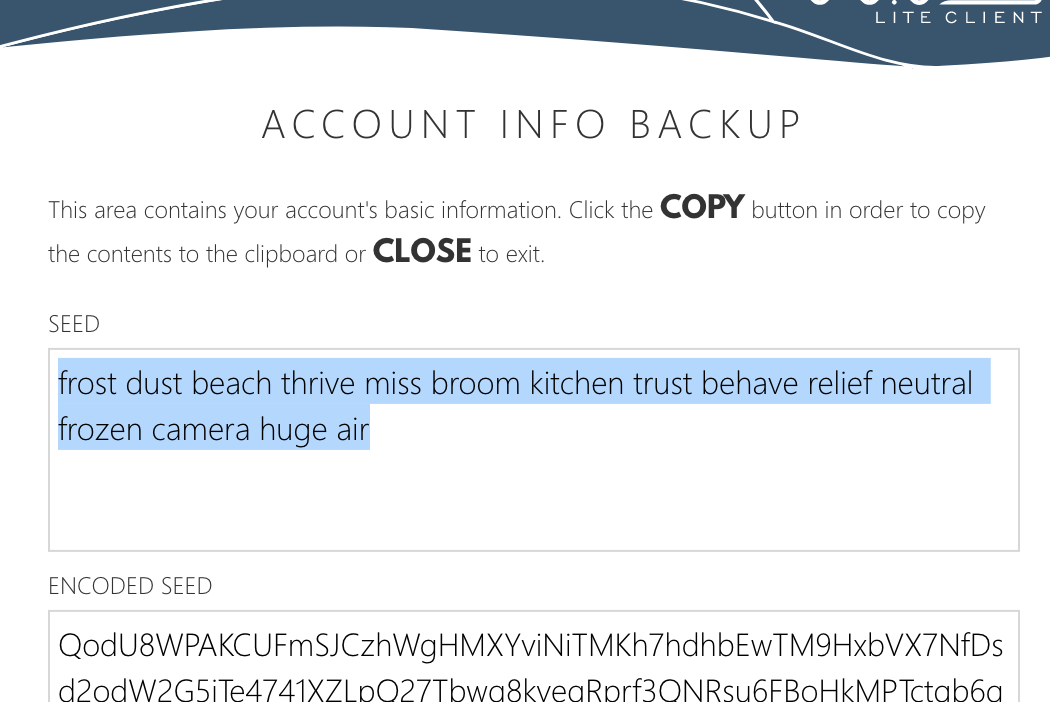 LITE CLIENT
ACCOUNT INFO BACKUP
This area contains your account's basic information. Click the COPY button in order to copy
the contents to the clipboard or CLOSE to exit.
SEED
frost dust beach thrive miss broom kitchen trust behave relief neutral
frozen camera huge air
ENCODED SEED
QodU8WPAKCUFmSJCzhWgHMXYviNiTMKh7hdhbEwTM9HxbVX7NfDs